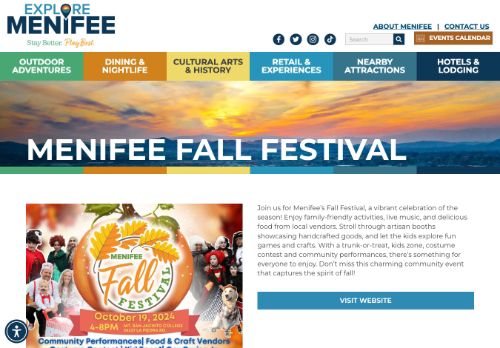 EXPLORE
MENIFEE
Stay Better. Play Best.
ABOUT MENIFEE | CONTACT US
Search
EVENTS CALENDAR
OUTDOOR ADVENTURES
DINING & NIGHTLIFE
CULTURAL ARTS & HISTORY
RETAIL & EXPERIENCES
NEARBY ATTRACTIONS
HOTELS & LODGING
MENIFEE FALL FESTIVAL
MENIFEE
Fall
FESTIVAL
October 19, 2024
4-8PM
MT. SAN JACINTO COLLEGE
Community Performances| Food & Craft Vendors
Join us for Menifee's Fall Festival, a vibrant celebration of the
season! Enjoy family-friendly activities, live music, and delicious
food from local vendors. Stroll through artisan booths
showcasing handcrafted goods, and let the kids explore fun
games and crafts. With a trunk-or-treat, kids zone, costume
contest and community performances, there's something for
everyone to enjoy. Don't miss this charming community event
that captures the spirit of fall!
VISIT WEBSITE